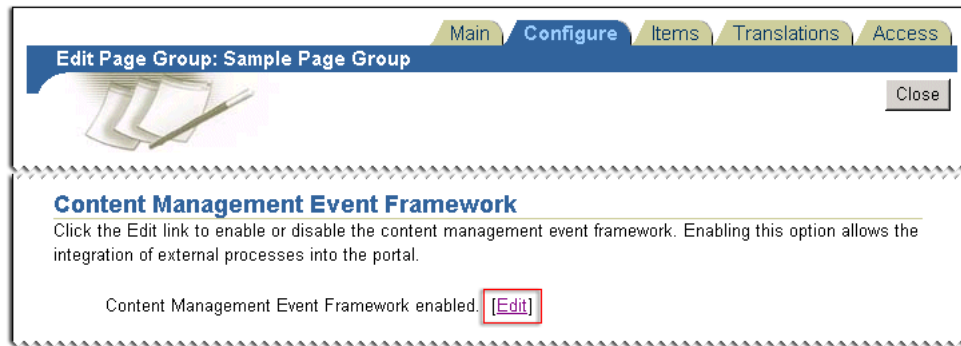 Main Configure Items Translations Access
Edit Page Group: Sample Page Group
Close
Content Management Event Framework
Click the Edit link to enable or disable the content management event framework. Enabling this option allows the
integration of external processes into the portal.
Content Management Event Framework enabled. [Edit]